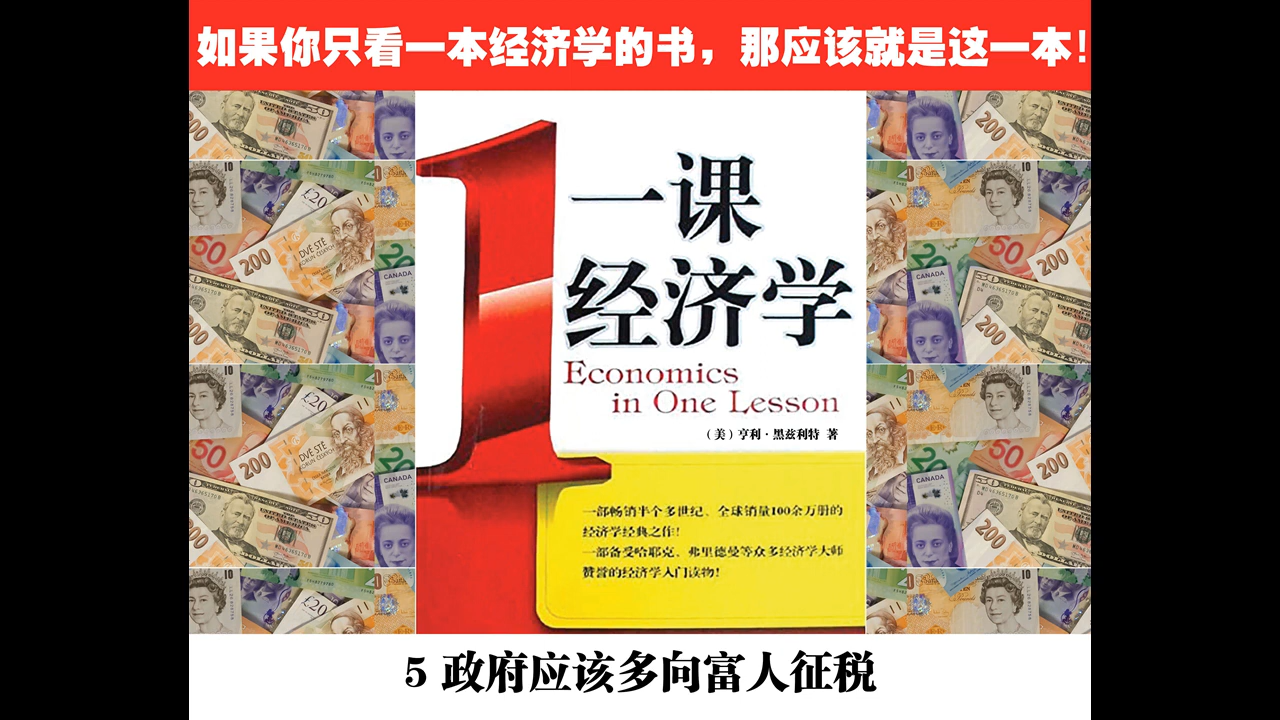 如果你只看一本经济学的书，那应该就是这一本！
一课
经济学
Economics
in One Lesson
（美）亨利·黑兹利特 著
一部畅销半个多世纪、全球销量100余万册的
经济学经典之作！
一部备受哈耶克、弗里德曼等众多经济学大师
赞誉的经济学入门读物！
5 政府应该多向富人征税